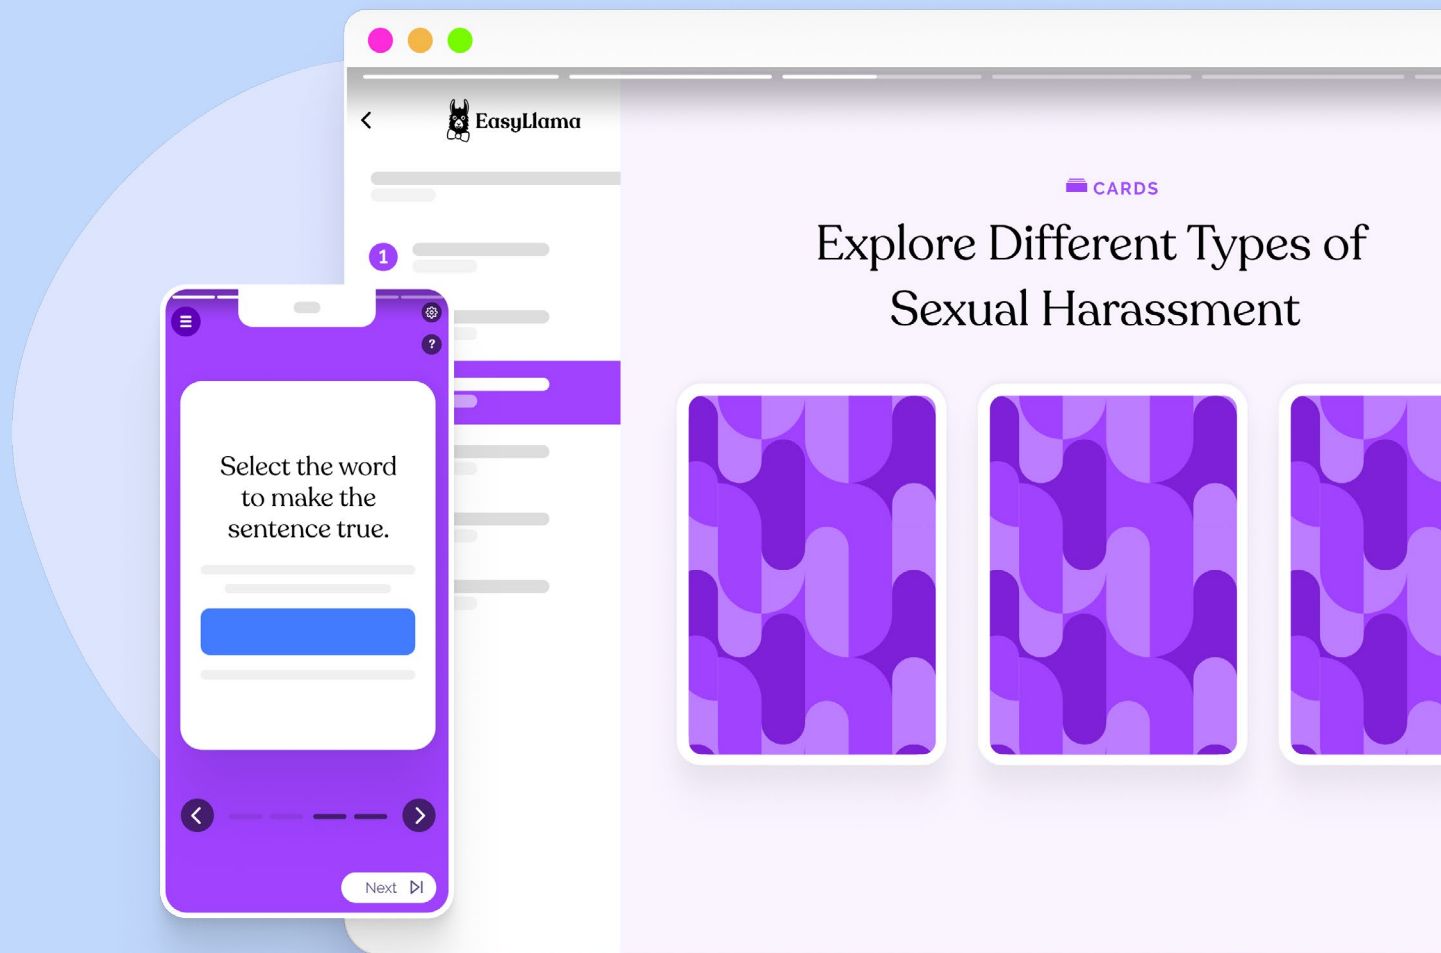 EasyLlama
CARDS
Explore Different Types of
Sexual Harassment
1
?
Select the word
to make the
sentence true.
Next